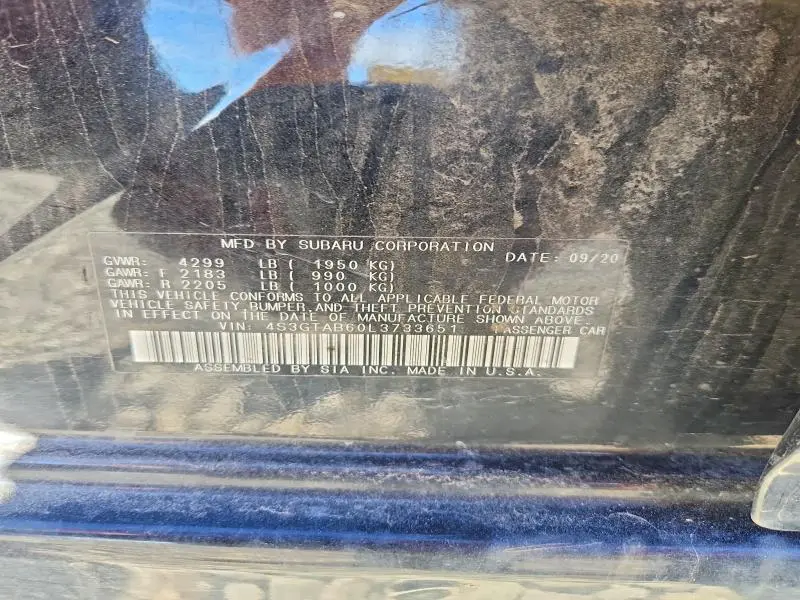 MFD BY SUBARU CORPORATION DATE: 09/20
GVWR: 4299 LB ( 1950 KG)
GAWR: F 2183 LB ( 990 KG)
GAWR: R 2205 LB ( 1000 KG)
THIS VEHICLE CONFORMS TO ALL APPLICABLE FEDERAL MOTOR
VEHICLE SAFETY BUMPER,AND THEFT PREVENTION STANDARDS
IN EFFECT ON THE DATE OF MANUFACTURE SHOWN ABOVE.
VIN: 4S3GTAB60L3733651 PASSENGER CAR
ASSEMBLED BY SIA INC. MADE IN U.S.A.